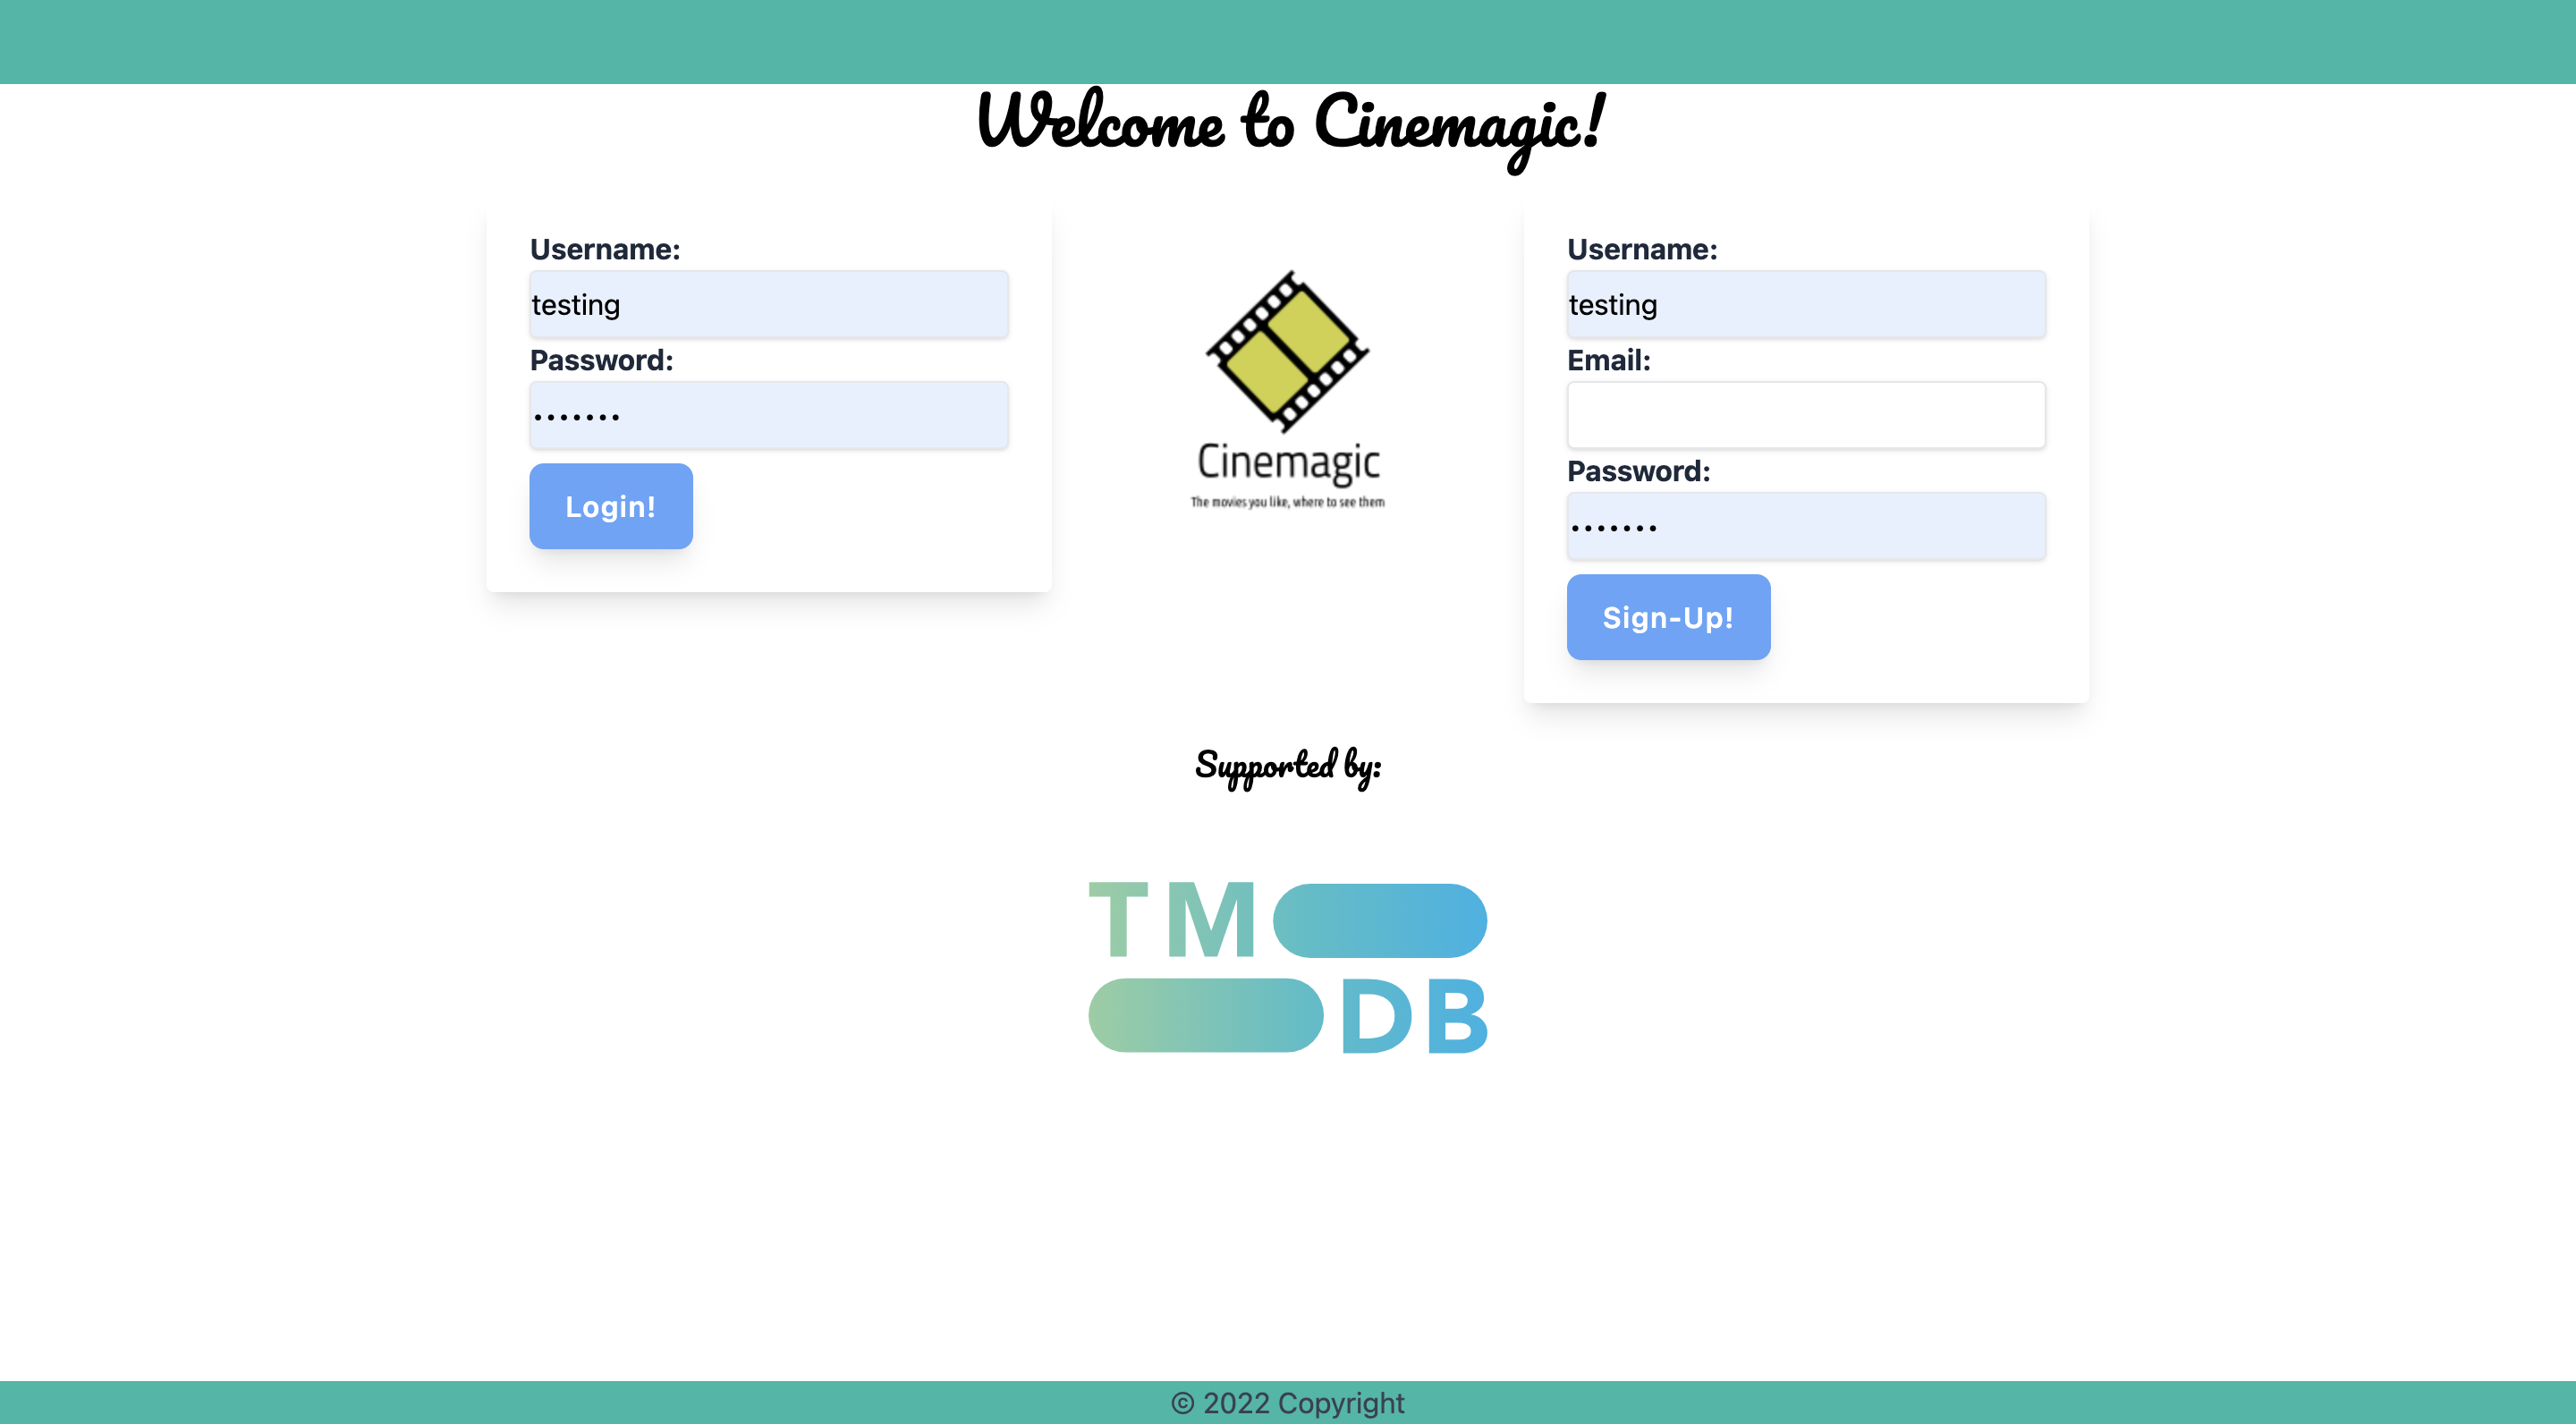 Welcome to Cinemagic!
Username:
testing
Password:
•••••••
Login!
Cinemagic
The movies you like, where to see them
Username:
testing
Email:
Password:
•••••••
Sign-Up!
Supported by:
TM
DB
© 2022 Copyright